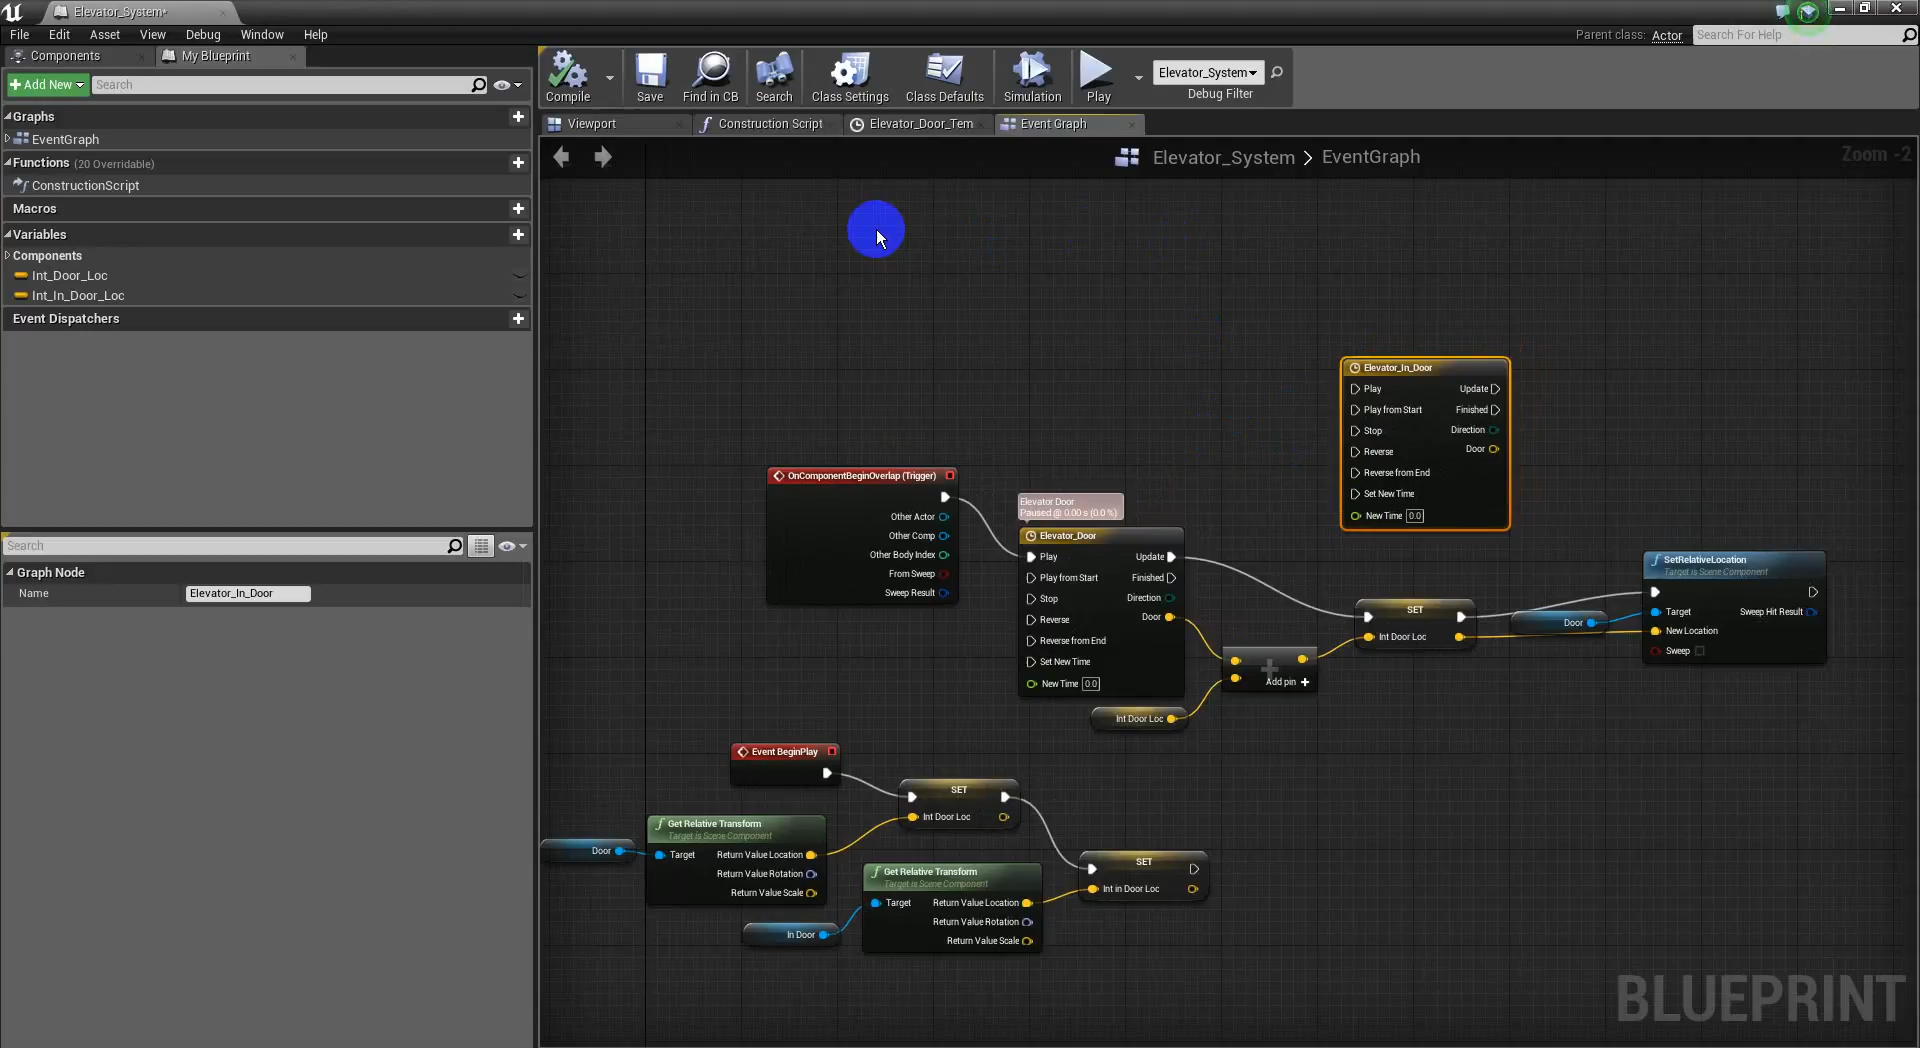 Elevator_System*
File Edit Asset View Debug Window Help
Parent class: Actor Search For Help
Components My Blueprint
Add New Search
Graphs
EventGraph
Functions (20 Overridable)
ConstructionScript
Macros
Variables
Components
Int_Door_Loc
Int_In_Door_Loc
Event Dispatchers
Search
Graph Node
Name Elevator_In_Door
Compile Save Find in CB Search Class Settings Class Defaults Simulation Play
Elevator_System
Debug Filter
Viewport Construction Script Elevator_Door_Tem Event Graph
Elevator_System > EventGraph
Zoom -2
Elevator_In_Door
Play Update
Play from Start Finished
Stop Direction
Reverse Door
Reverse from End
Set New Time
New Time 0.0
OnComponentBeginOverlap (Trigger)
Other Actor
Other Comp
Other Body Index
From Sweep
Sweep Result
Elevator Door
Paused @ 0.00 s (0.0 %)
Elevator_Door
Play Update
Play from Start Finished
Stop Direction
Reverse Door
Reverse from End
Set New Time
New Time 0.0
Int Door Loc
Add pin +
SET
Int Door Loc
Door
SetRelativeLocation
Target is Scene Component
Target Sweep Hit Result
New Location
Sweep
Event BeginPlay
SET
Int Door Loc
Door
Get Relative Transform
Target is Scene Component
Target Return Value Location
Return Value Rotation
Return Value Scale
Get Relative Transform
Target is Scene Component
Target Return Value Location
Return Value Rotation
Return Value Scale
In Door
SET
Int in Door Loc
BLUEPRINT